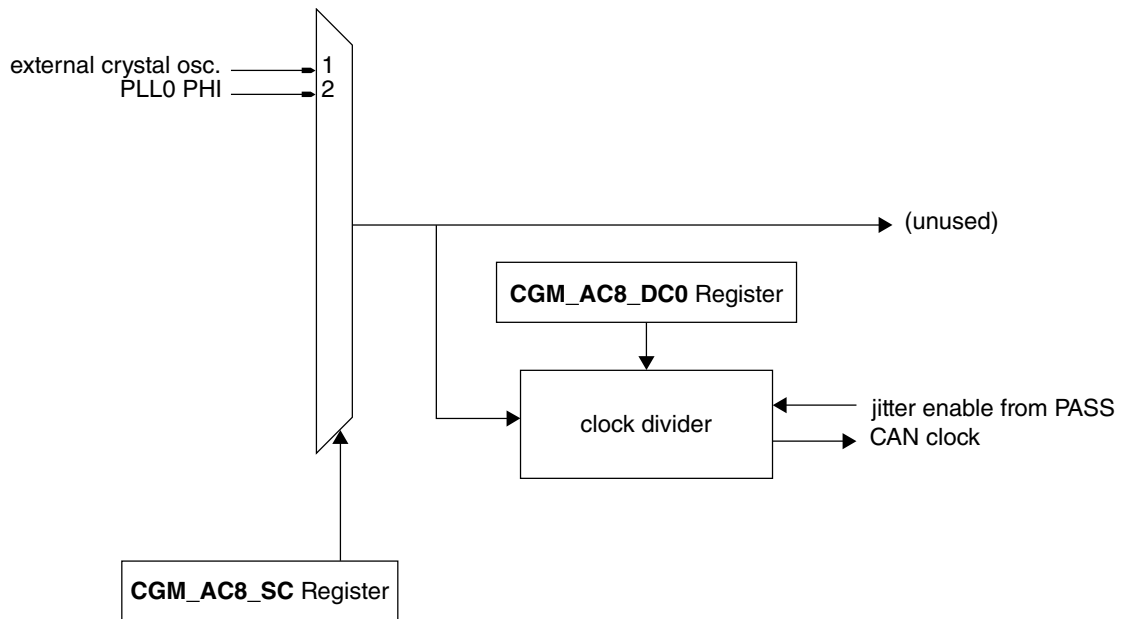 external crystal osc.
1
PLL0 PHI
2
(unused)
CGM_AC8_DC0 Register
clock divider
jitter enable from PASS
CAN clock
CGM_AC8_SC Register